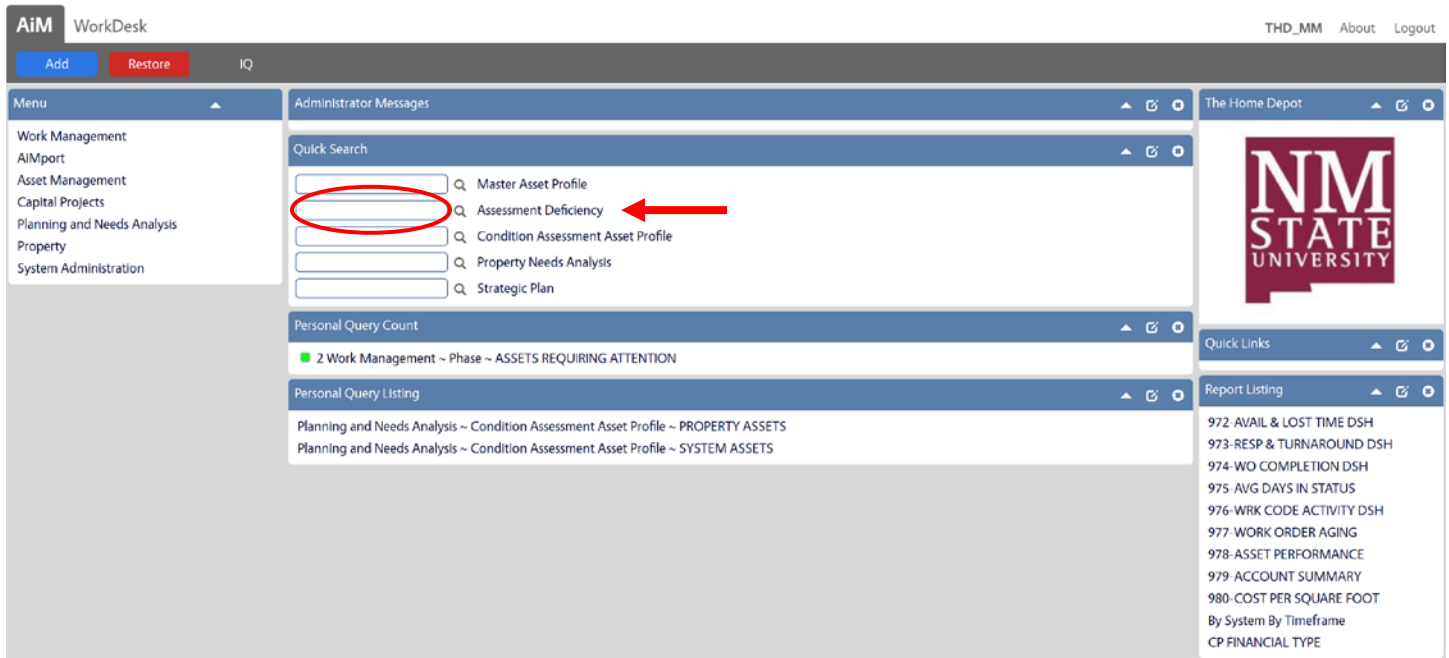 AiM WorkDesk
THD_MM About Logout
Add Restore IQ
Menu
Work Management
AiMport
Asset Management
Capital Projects
Planning and Needs Analysis
Property
System Administration
Administrator Messages
Quick Search
Master Asset Profile
Assessment Deficiency
Condition Assessment Asset Profile
Property Needs Analysis
Strategic Plan
Personal Query Count
2 Work Management ~ Phase ~ ASSETS REQUIRING ATTENTION
Personal Query Listing
Planning and Needs Analysis ~ Condition Assessment Asset Profile ~ PROPERTY ASSETS
Planning and Needs Analysis ~ Condition Assessment Asset Profile ~ SYSTEM ASSETS
The Home Depot
NM
STATE
UNIVERSITY
Quick Links
Report Listing
972-AVAIL & LOST TIME DSH
973-RESP & TURNAROUND DSH
974-WO COMPLETION DSH
975-AVG DAYS IN STATUS
976-WRK CODE ACTIVITY DSH
977-WORK ORDER AGING
978-ASSET PERFORMANCE
979-ACCOUNT SUMMARY
980-COST PER SQUARE FOOT
By System By Timeframe
CP FINANCIAL TYPE